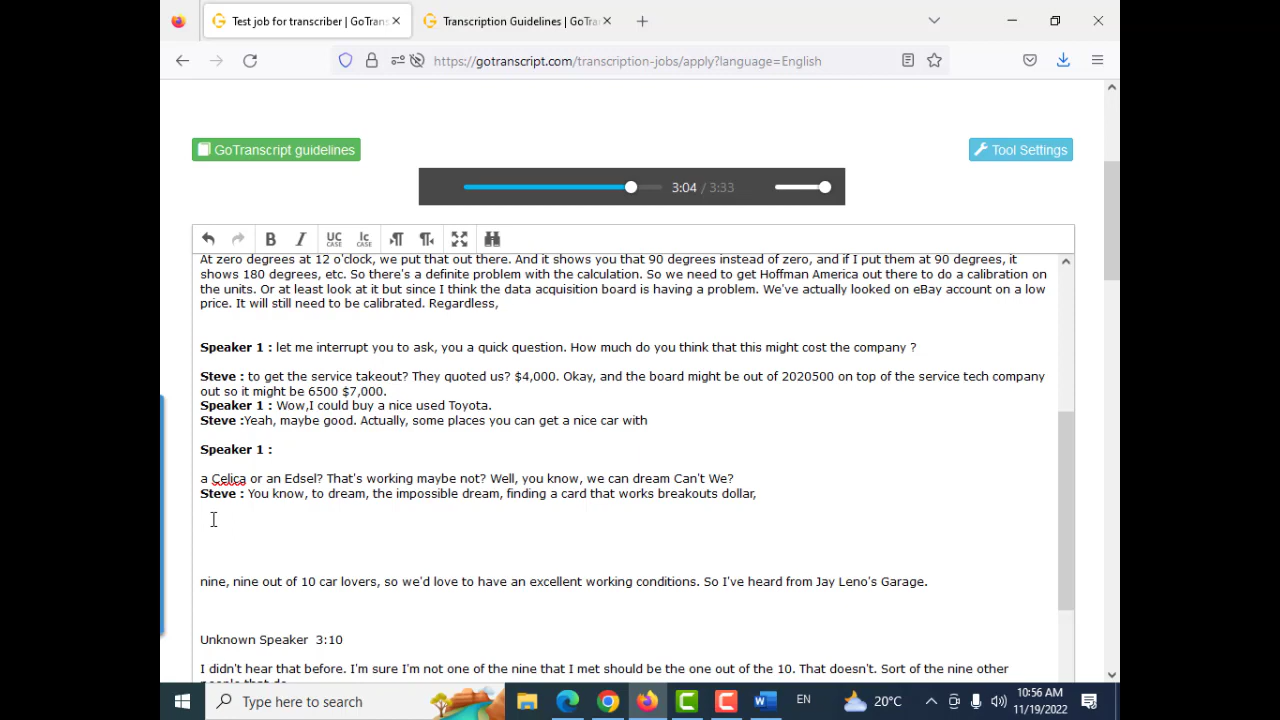 Test job for transcriber | GoTrans
Transcription Guidelines | GoTra
https://gotranscript.com/transcription-jobs/apply?language=English
GoTranscript guidelines
Tool Settings
3:04 / 3:33
B I UC CASE lc CASE
At zero degrees at 12 o'clock, we put that out there. And it shows you that 90 degrees instead of zero, and if I put them at 90 degrees, it
shows 180 degrees, etc. So there's a definite problem with the calculation. So we need to get Hoffman America out there to do a calibration on
the units. Or at least look at it but since I think the data acquisition board is having a problem. We've actually looked on eBay account on a low
price. It will still need to be calibrated. Regardless,
Speaker 1 : let me interrupt you to ask, you a quick question. How much do you think that this might cost the company ?
Steve : to get the service takeout? They quoted us? $4,000. Okay, and the board might be out of 2020500 on top of the service tech company
out so it might be 6500 $7,000.
Speaker 1 : Wow,I could buy a nice used Toyota.
Steve :Yeah, maybe good. Actually, some places you can get a nice car with
Speaker 1 :
a Celica or an Edsel? That's working maybe not? Well, you know, we can dream Can't We?
Steve : You know, to dream, the impossible dream, finding a card that works breakouts dollar,
nine, nine out of 10 car lovers, so we'd love to have an excellent working conditions. So I've heard from Jay Leno's Garage.
Unknown Speaker 3:10
I didn't hear that before. I'm sure I'm not one of the nine that I met should be the one out of the 10. That doesn't. Sort of the nine other
people that do
Type here to search
20°C
EN
10:56 AM
11/19/2022